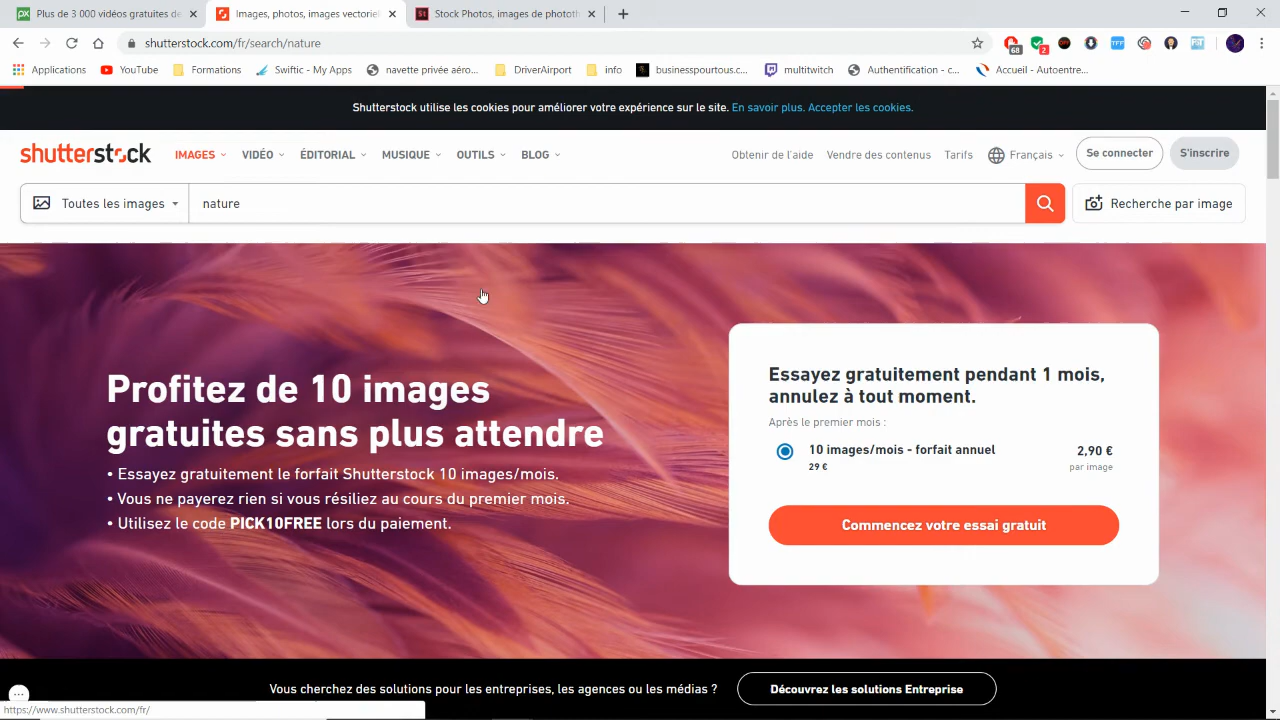 Plus de 3 000 vidéos gratuites de
Images, photos, images vectoriel
Stock Photos, images de phototh
shutterstock.com/fr/search/nature
68
2
Applications
YouTube
Formations
Swiftic - My Apps
navette privée aéro...
DriverAirport
info
businesspourtous.c...
multitwitch
Authentification - c...
Accueil - Autoentre...
Shutterstock utilise les cookies pour améliorer votre expérience sur le site. En savoir plus. Accepter les cookies.
shutterstock
IMAGES
VIDÉO
ÉDITORIAL
MUSIQUE
OUTILS
BLOG
Obtenir de l'aide
Vendre des contenus
Tarifs
Français
Se connecter
S'inscrire
Toutes les images
nature
Recherche par image
Profitez de 10 images
gratuites sans plus attendre
• Essayez gratuitement le forfait Shutterstock 10 images/mois.
• Vous ne payerez rien si vous résiliez au cours du premier mois.
• Utilisez le code PICK10FREE lors du paiement.
Essayez gratuitement pendant 1 mois,
annulez à tout moment.
Après le premier mois :
10 images/mois - forfait annuel
2,90 €
29 €
par image
Commencez votre essai gratuit
Vous cherchez des solutions pour les entreprises, les agences ou les médias ?
Découvrez les solutions Entreprise
https://www.shutterstock.com/fr/